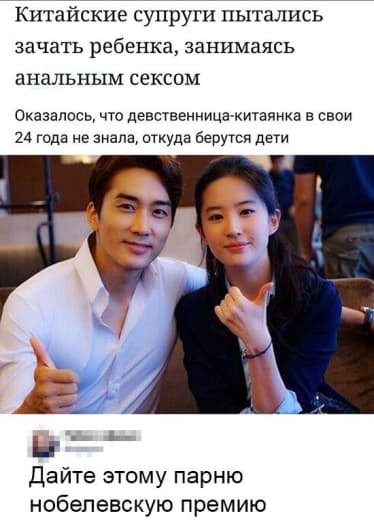 Китайские супруги пытались
зачать ребенка, занимаясь
анальным сексом
Оказалось, что девственница-китаянка в свои
24 года не знала, откуда берутся дети
Дайте этому парню
нобелевскую премию